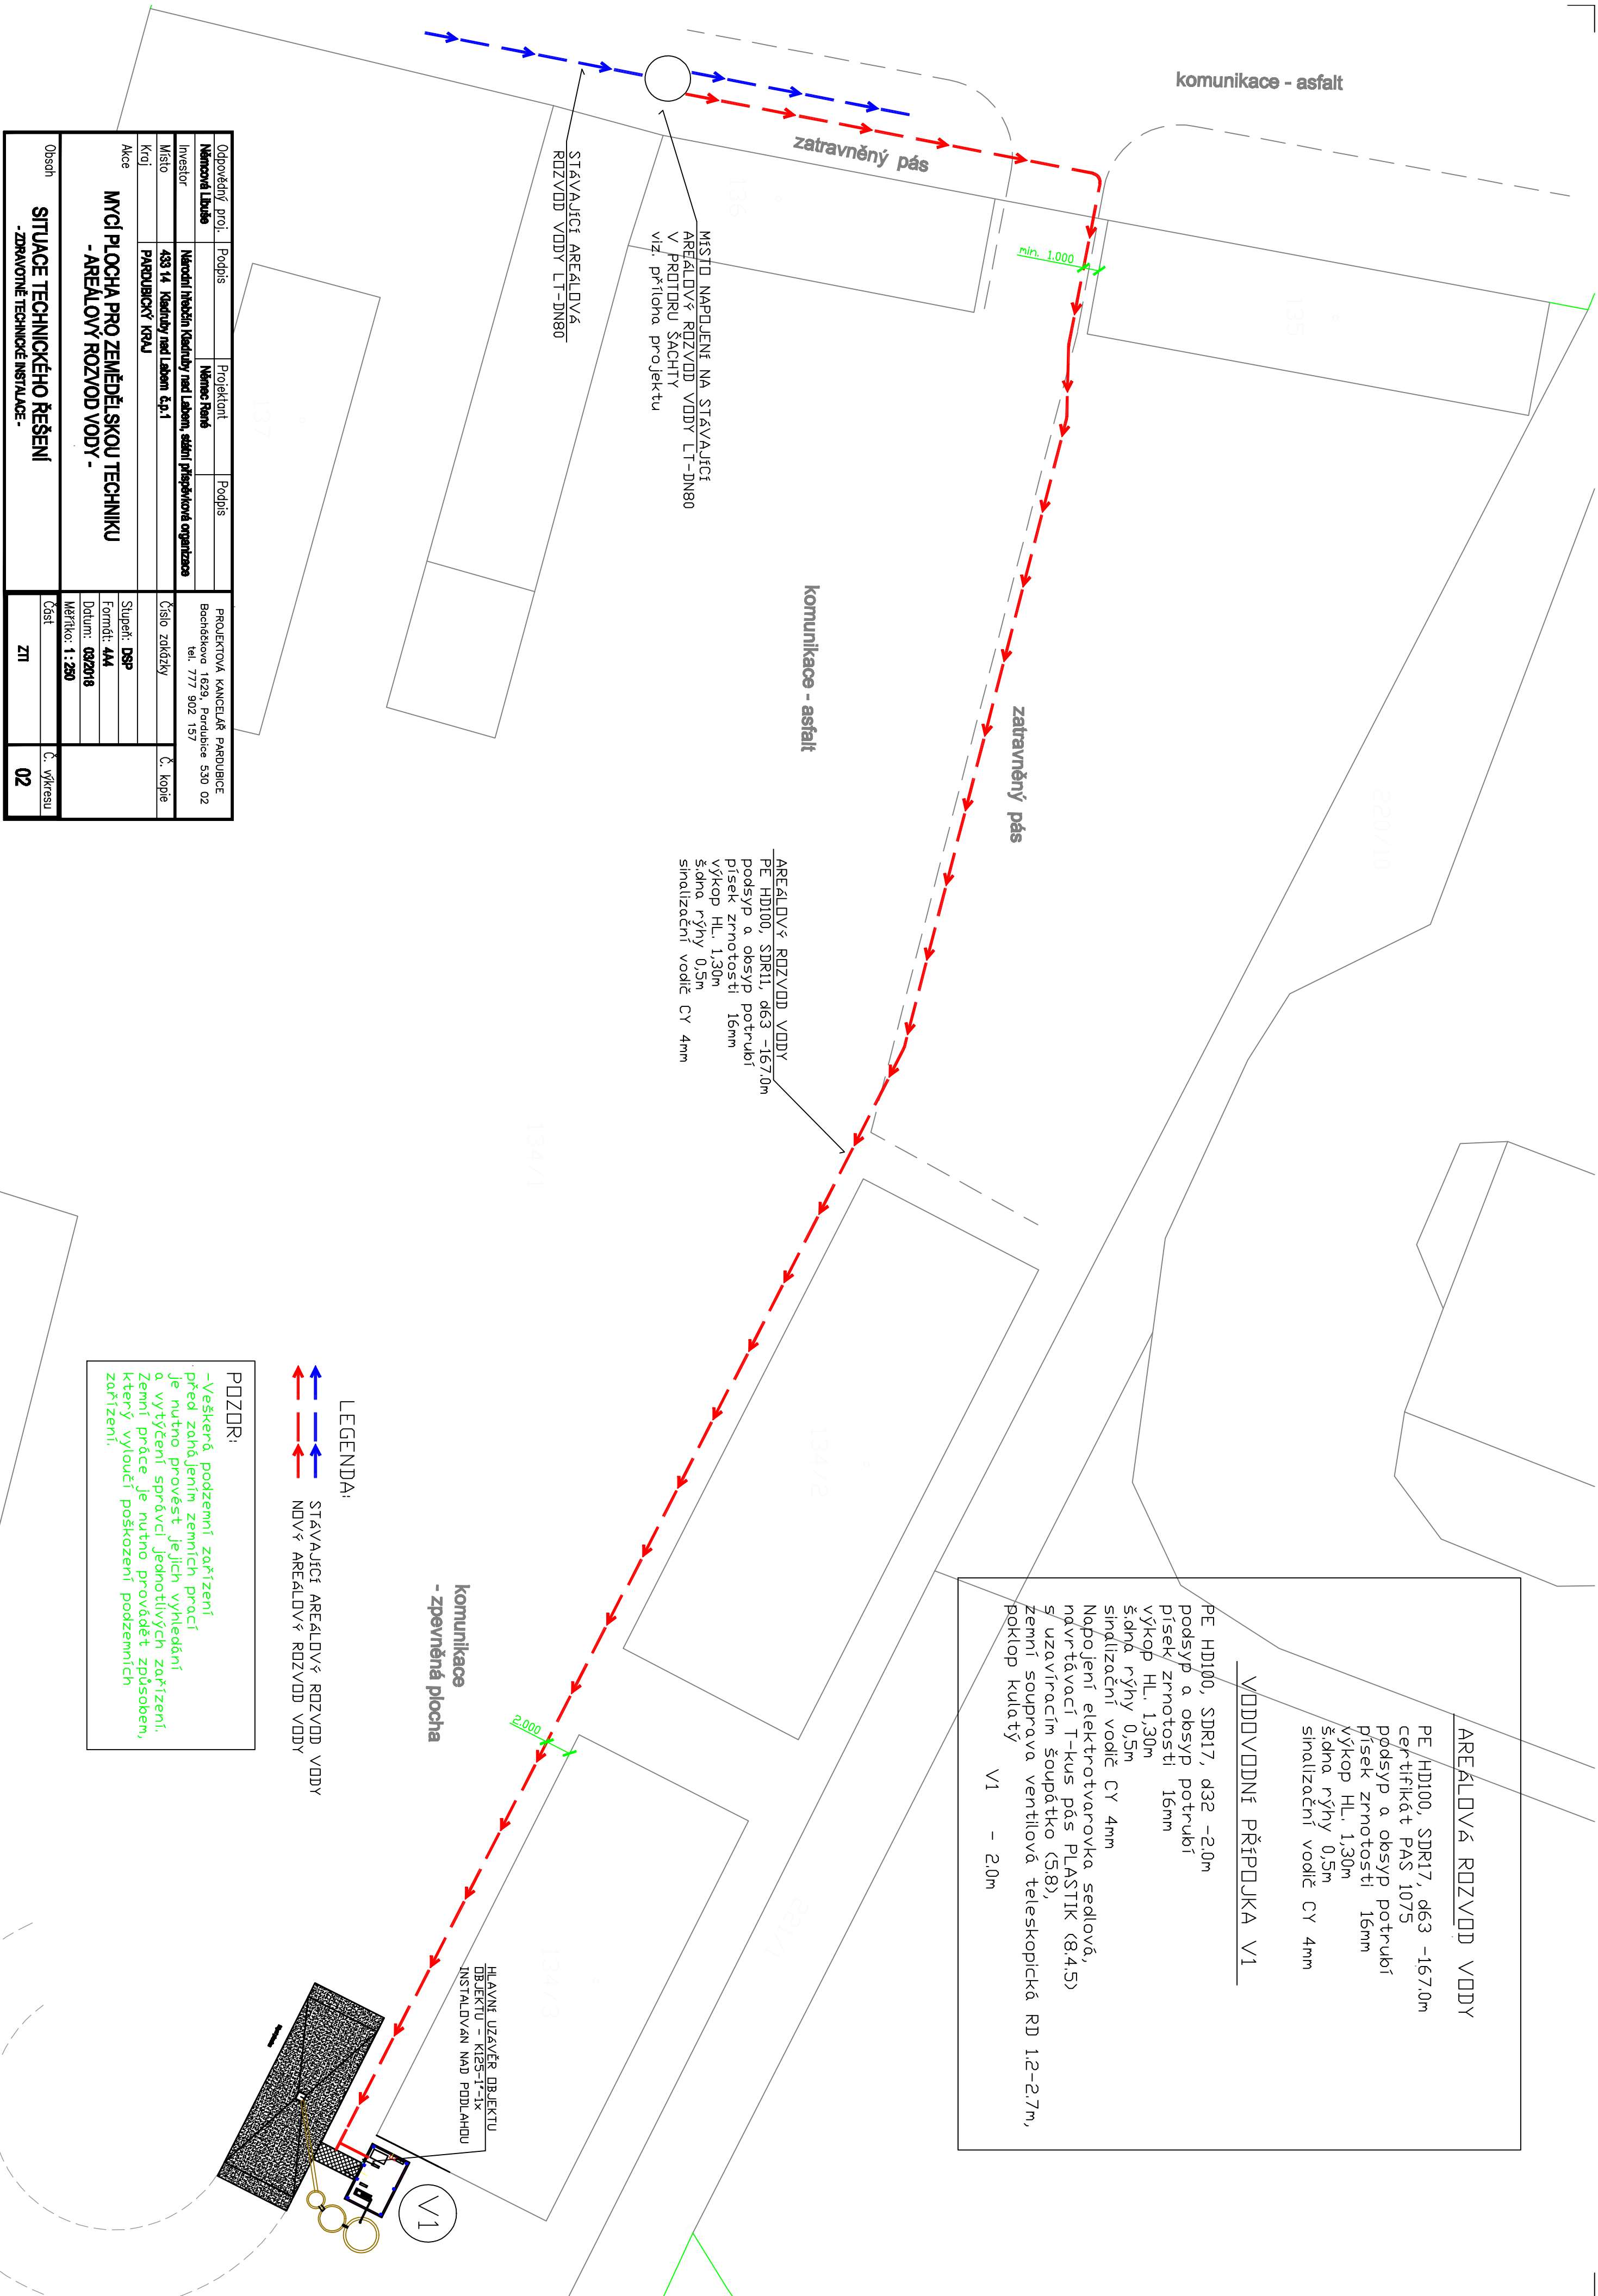 komunikace - asfalt
zatravněný pás
STÁVAJÍCÍ AREÁLOVÁ
ROZVOD VODY LT-DN80
MÍSTO NAPOJENÍ NA STÁVAJÍCÍ
AREÁLOVÝ ROZVOD VODY LT-DN80
V PROTORU ŠACHTY
viz. příloha projektu
min. 1.000
komunikace - asfalt
zatravněný pás
AREÁLOVÝ ROZVOD VODY
PE HD100, SDR11, d63 -167.0m
podsyp a obsyp potrubí
písek zrnotosti 16mm
výkop HL. 1,30m
š.dna rýhy 0,5m
sinalizační vodič CY 4mm
AREÁLOVÁ ROZVOD VODY
PE HD100, SDR17, d63 -167.0m
certifikát PAS 1075
podsyp a obsyp potrubí
písek zrnotosti 16mm
výkop HL. 1,30m
š.dna rýhy 0,5m
sinalizační vodič CY 4mm
VODOVODNÍ PŘÍPOJKA V1
PE HD100, SDR17, d32 -2.0m
podsyp a obsyp potrubí
písek zrnotosti 16mm
výkop HL. 1,30m
š.dna rýhy 0,5m
sinalizační vodič CY 4mm
Napojení elektrotvarovka sedlová,
navrtávací T-kus pás PLASTIK (8.4.5)
s uzavíracím šoupátko (5.8),
zemní souprava ventilová teleskopická RD 1.2-2.7m,
poklop kulatý
V1 - 2.0m
komunikace
- zpevněná plocha
2.000
HLAVNÍ UZÁVĚR OBJEKTU
OBJEKTU - K125-1"-1x
INSTALOVÁN NAD PODLAHOU
V1
LEGENDA:
STÁVAJÍCÍ AREÁLOVÝ ROZVOD VODY
NOVÝ AREÁLOVÝ ROZVOD VODY
POZOR:
-Veškerá podzemní zařízení
před zahájením zemních prací
je nutno provést jejich vyhledání
a vytýčení správci jednotlivých zařízení.
Zemní práce je nutno provádět způsobem,
který vyloučí poškození podzemních
zařízení.
Odpovědný proj. Podpis Projektant Podpis
Němcová Libuše Němec René
PROJEKTOVÁ KANCELÁŘ PARDUBICE
Bacháčkova 1629, Pardubice 530 02
tel. 777 902 157
Investor Národní hřebčín Kladruby nad Labem, státní příspěvková organizace
Místo 433 14 Kladruby nad Labem č.p.1
Kraj PARDUBICKÝ KRAJ
Číslo zakázky Č. kopie
Akce
MYCÍ PLOCHA PRO ZEMĚDĚLSKOU TECHNIKU
- AREÁLOVÝ ROZVOD VODY -
Stupeň: DSP
Formát: 4A4
Datum: 03/2018
Měřítko: 1 : 250
Obsah
SITUACE TECHNICKÉHO ŘEŠENÍ
- ZDRAVOTNĚ TECHNICKÉ INSTALACE -
Část Č. výkresu
ZTI 02